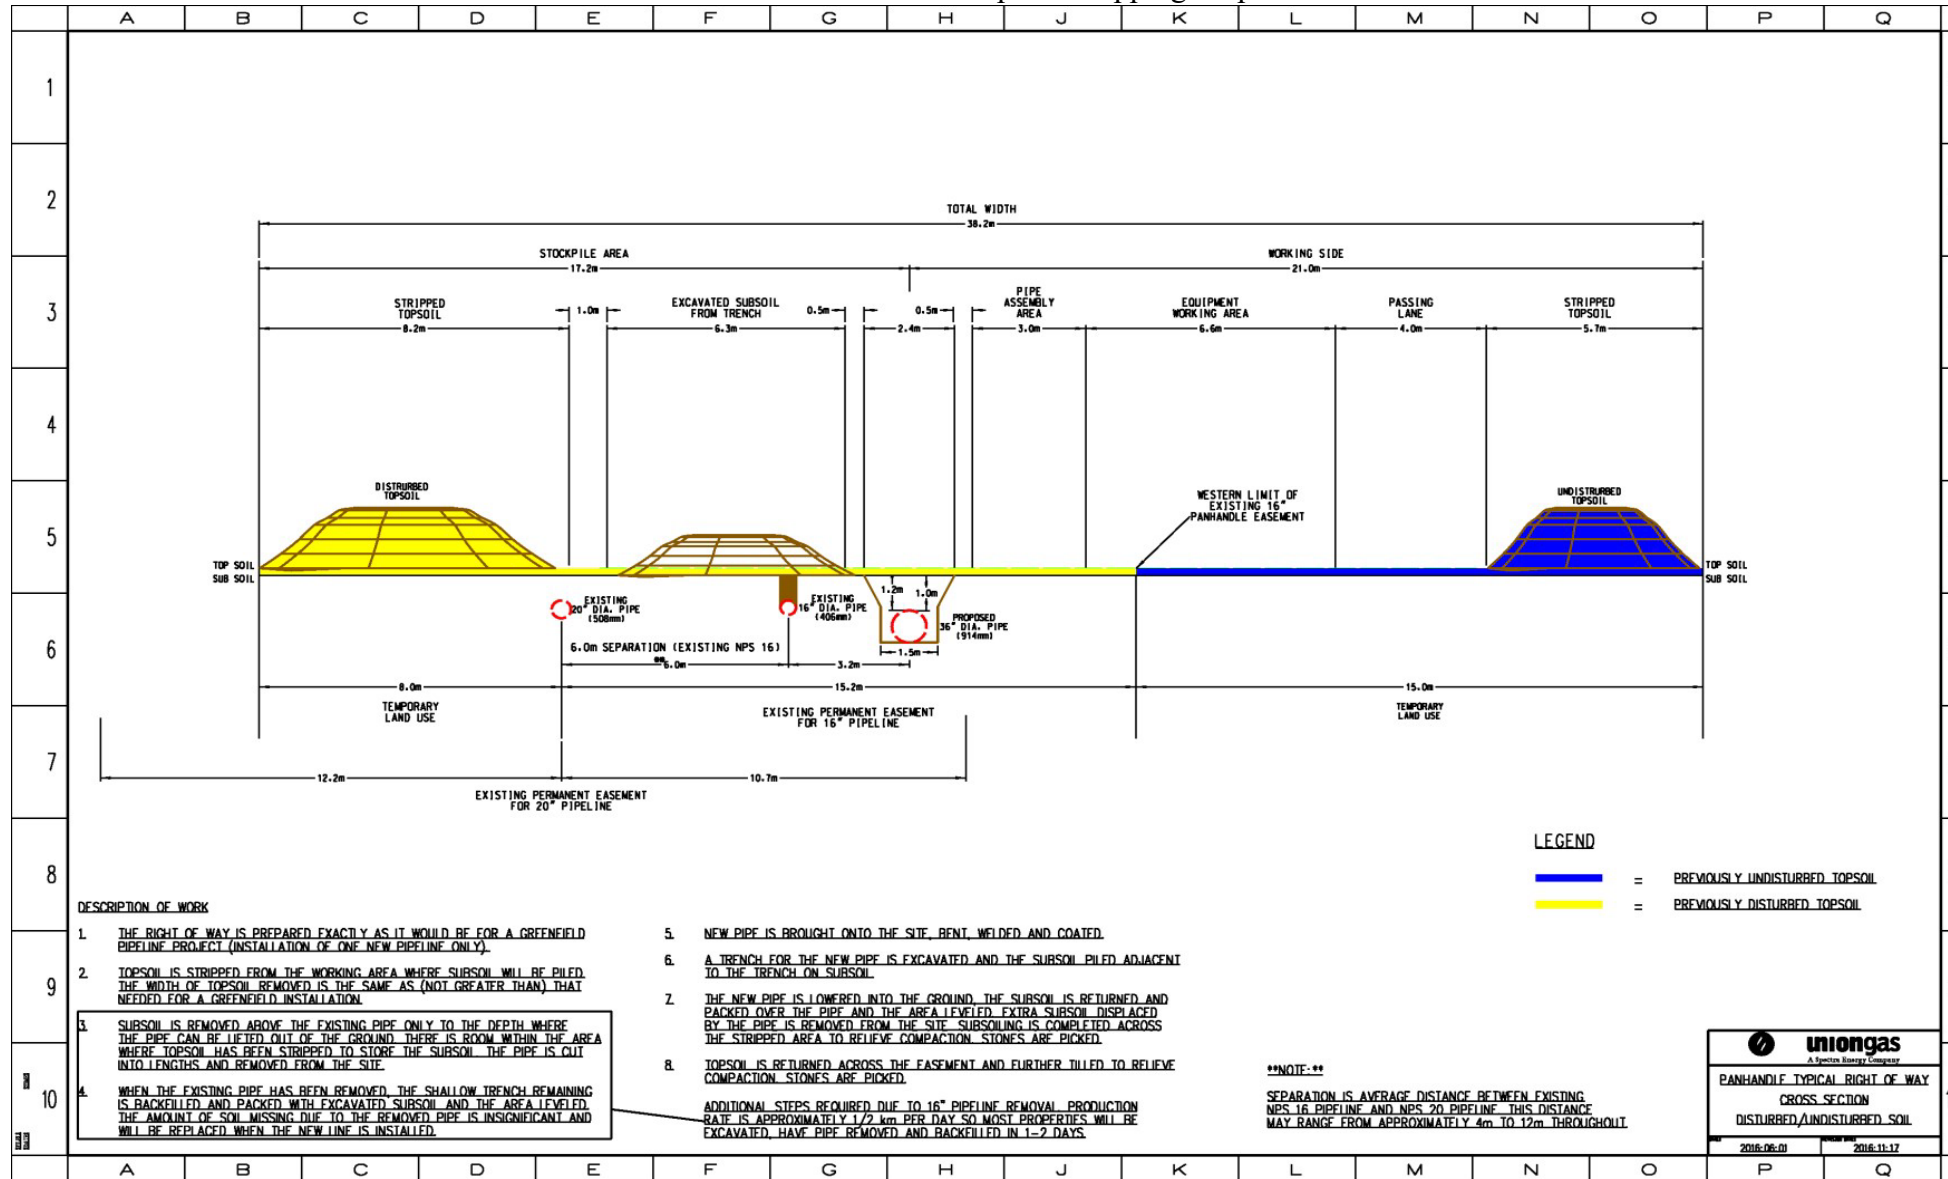 A B C D E F G H J K L M N O P Q
1
2
3
4
5
6
7
8
9
10
TOTAL WIDTH
38.2m
STOCKPILE AREA
17.2m
WORKING SIDE
21.0m
STRIPPED
TOPSOIL
8.2m
1.0m
EXCAVATED SUBSOIL
FROM TRENCH
6.3m
0.5m
2.4m
0.5m
PIPE
ASSEMBLY
AREA
3.0m
EQUIPMENT
WORKING AREA
6.6m
PASSING
LANE
4.0m
STRIPPED
TOPSOIL
5.7m
DISTRURBED
TOPSOIL
WESTERN LIMIT OF
EXISTING 16"
PANHANDLE EASEMENT
UNDISTRURBED
TOPSOIL
TOP SOIL
SUB SOIL
TOP SOIL
SUB SOIL
EXISTING
20" DIA. PIPE
(508mm)
EXISTING
16" DIA. PIPE
(406mm)
1.2m
1.0m
PROPOSED
36" DIA. PIPE
(914mm)
1.5m
6.0m SEPARATION (EXISTING NPS 16)
**6.0m
3.2m
8.0m
TEMPORARY
LAND USE
15.2m
EXISTING PERMANENT EASEMENT
FOR 16" PIPELINE
15.0m
TEMPORARY
LAND USE
12.2m
10.7m
EXISTING PERMANENT EASEMENT
FOR 20" PIPELINE
LEGEND
= PREVIOUSLY UNDISTURBED TOPSOIL
= PREVIOUSLY DISTURBED TOPSOIL
DESCRIPTION OF WORK
1. THE RIGHT OF WAY IS PREPARED EXACTLY AS IT WOULD BE FOR A GREENFIELD
PIPELINE PROJECT (INSTALLATION OF ONE NEW PIPELINE ONLY).
2. TOPSOIL IS STRIPPED FROM THE WORKING AREA WHERE SUBSOIL WILL BE PILED.
THE WIDTH OF TOPSOIL REMOVED IS THE SAME AS (NOT GREATER THAN) THAT
NEEDED FOR A GREENFIELD INSTALLATION.
3. SUBSOIL IS REMOVED ABOVE THE EXISTING PIPE ONLY TO THE DEPTH WHERE
THE PIPE CAN BE LIFTED OUT OF THE GROUND. THERE IS ROOM WITHIN THE AREA
WHERE TOPSOIL HAS BEEN STRIPPED TO STORE THE SUBSOIL. THE PIPE IS CUT
INTO LENGTHS AND REMOVED FROM THE SITE.
4. WHEN THE EXISTING PIPE HAS BEEN REMOVED, THE SHALLOW TRENCH REMAINING
IS BACKFILLED AND PACKED WITH EXCAVATED SUBSOIL AND THE AREA LEVELED.
THE AMOUNT OF SOIL MISSING DUE TO THE REMOVED PIPE IS INSIGNIFICANT AND
WILL BE REPLACED WHEN THE NEW LINE IS INSTALLED.
5. NEW PIPE IS BROUGHT ONTO THE SITE, BENT, WELDED AND COATED.
6. A TRENCH FOR THE NEW PIPE IS EXCAVATED AND THE SUBSOIL PILED ADJACENT
TO THE TRENCH ON SUBSOIL.
7. THE NEW PIPE IS LOWERED INTO THE GROUND, THE SUBSOIL IS RETURNED AND
PACKED OVER THE PIPE AND THE AREA LEVELED. EXTRA SUBSOIL DISPLACED
BY THE PIPE IS REMOVED FROM THE SITE. SUBSOILING IS COMPLETED ACROSS
THE STRIPPED AREA TO RELIEVE COMPACTION. STONES ARE PICKED.
8. TOPSOIL IS RETURNED ACROSS THE EASEMENT AND FURTHER TILLED TO RELIEVE
COMPACTION. STONES ARE PICKED.
ADDITIONAL STEPS REQUIRED DUE TO 16" PIPELINE REMOVAL. PRODUCTION
RATE IS APPROXIMATELY 1/2 km PER DAY SO MOST PROPERTIES WILL BE
EXCAVATED, HAVE PIPE REMOVED AND BACKFILLED IN 1-2 DAYS.
**NOTE:**
SEPARATION IS AVERAGE DISTANCE BETWEEN EXISTING
NPS 16 PIPELINE AND NPS 20 PIPELINE. THIS DISTANCE
MAY RANGE FROM APPROXIMATELY 4m TO 12m THROUGHOUT.
uniongas
A Spectra Energy Company
PANHANDLE TYPICAL RIGHT OF WAY
CROSS SECTION
DISTURBED/UNDISTURBED SOIL
2016-06-01
2016-11-17
A B C D E F G H J K L M N O P Q